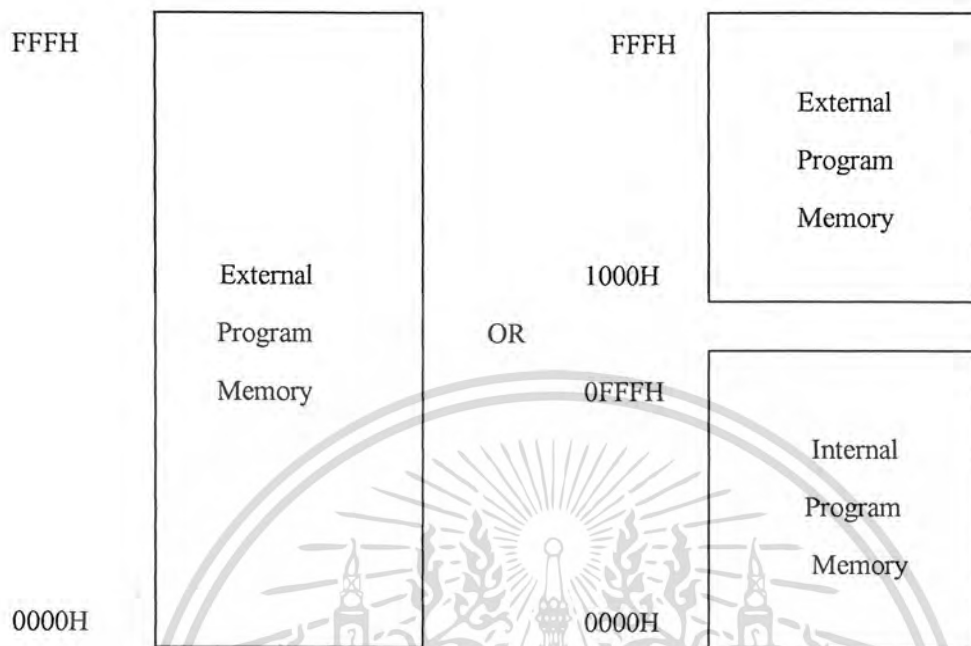 FFFH
External
Program
Memory
0000H
OR
FFFH
External
Program
Memory
1000H
0FFFH
Internal
Program
Memory
0000H